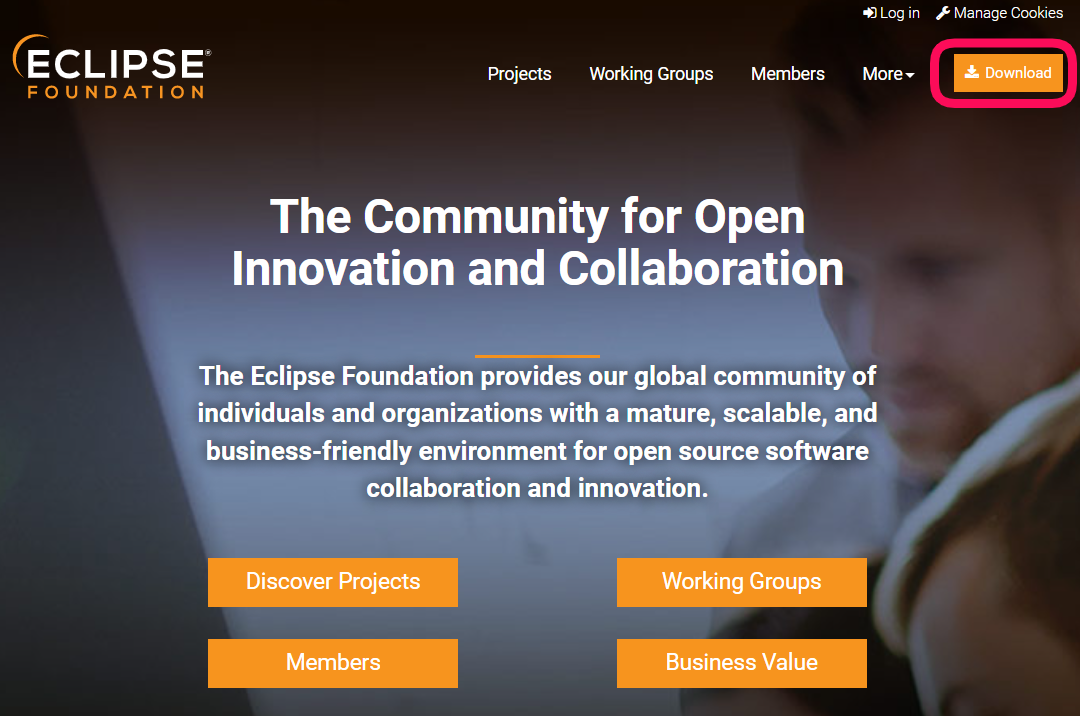 Log in Manage Cookies
ECLIPSE®
FOUNDATION
Projects Working Groups Members More Download
The Community for Open
Innovation and Collaboration
The Eclipse Foundation provides our global community of
individuals and organizations with a mature, scalable, and
business-friendly environment for open source software
collaboration and innovation.
Discover Projects Working Groups
Members Business Value